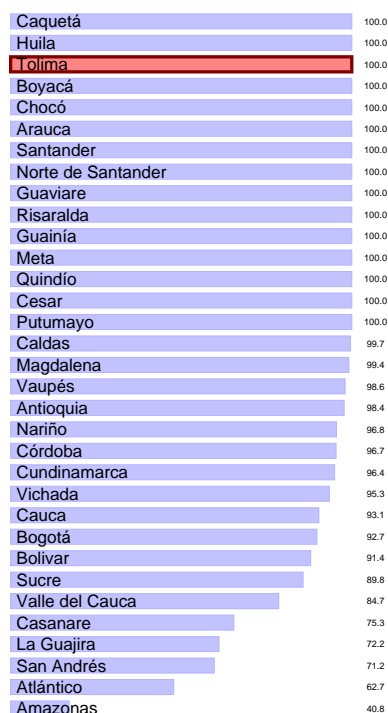 Caquetá 100.0
Huila 100.0
Tolima 100.0
Boyacá 100.0
Chocó 100.0
Arauca 100.0
Santander 100.0
Norte de Santander 100.0
Guaviare 100.0
Risaralda 100.0
Guainía 100.0
Meta 100.0
Quindío 100.0
Cesar 100.0
Putumayo 100.0
Caldas 99.7
Magdalena 99.4
Vaupés 98.6
Antioquia 98.4
Nariño 96.8
Córdoba 96.7
Cundinamarca 96.4
Vichada 95.3
Cauca 93.1
Bogotá 92.7
Bolivar 91.4
Sucre 89.8
Valle del Cauca 84.7
Casanare 75.3
La Guajira 72.2
San Andrés 71.2
Atlántico 62.7
Amazonas 40.8